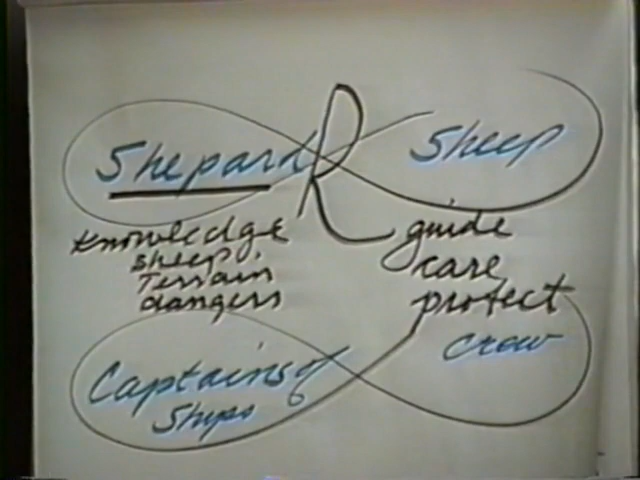 Shepard R Sheep
Knowledge guide
sheep, care
Terrain protect
dangers
Captains of crew
Ships